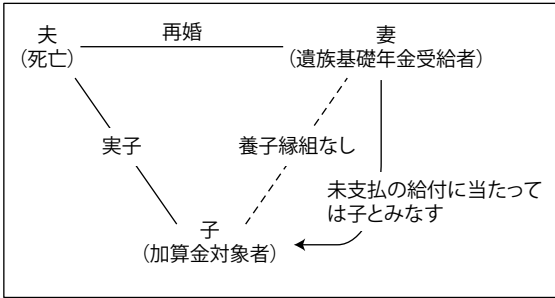 夫
(死亡)
再婚
妻
(遺族基礎年金受給者)
実子
養子縁組なし
未支払の給付に当たって
は子とみなす
子
(加算金対象者)